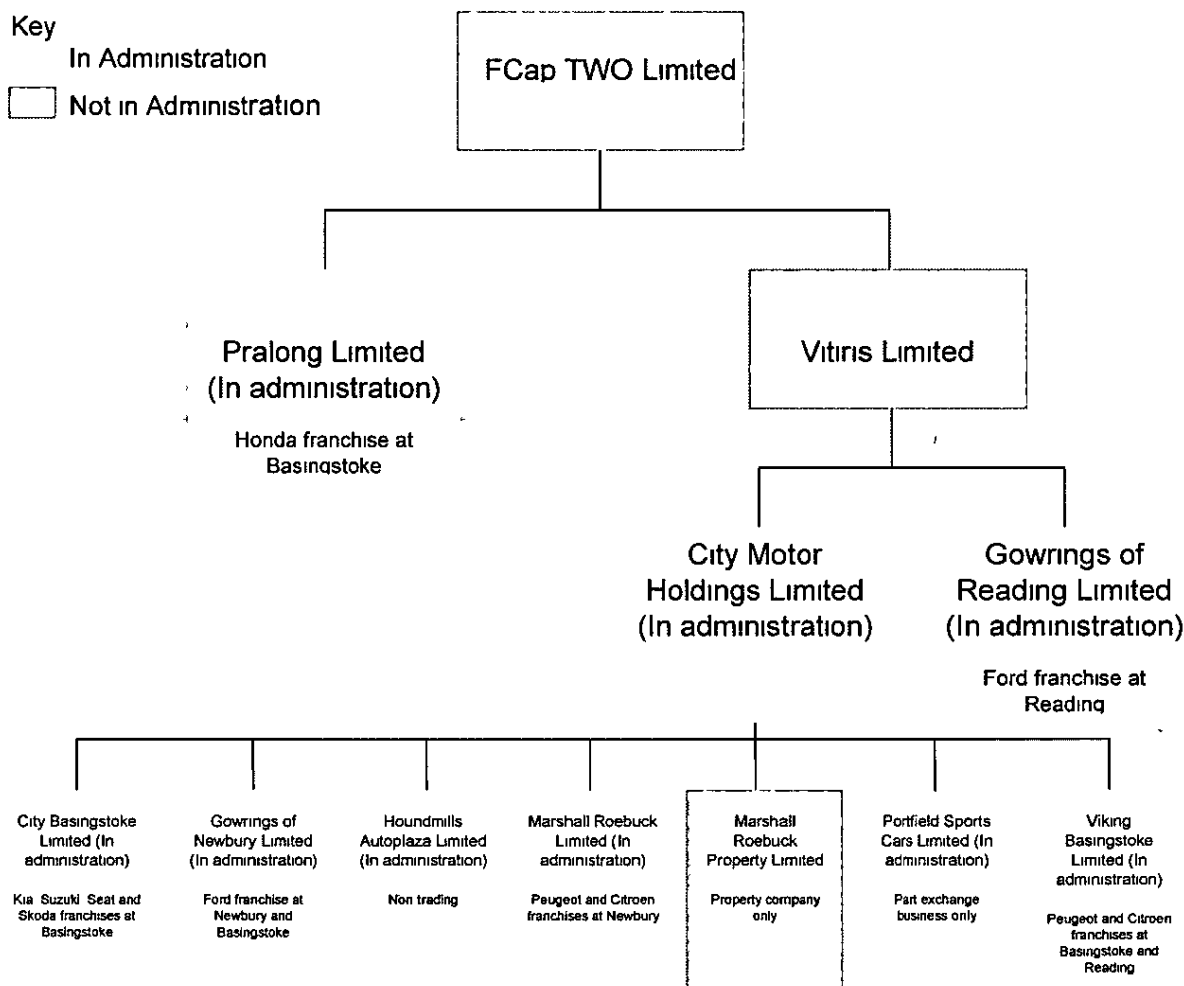 Key
In Administration
Not in Administration
FCap TWO Limited
Pralong Limited
(In administration)
Honda franchise at
Basingstoke
Vitiris Limited
City Motor
Holdings Limited
(In administration)
Gowrings of
Reading Limited
(In administration)
Ford franchise at
Reading
City Basingstoke
Limited (In
administration)
Kia Suzuki Seat and
Skoda franchises at
Basingstoke
Gowrings of
Newbury Limited
(In administration)
Ford franchise at
Newbury and
Basingstoke
Houndmills
Autoplaza Limited
(In administration)
Non trading
Marshall Roebuck
Limited (In
administration)
Peugeot and Citroen
franchises at Newbury
Marshall
Roebuck
Property Limited
Property company
only
Portfield Sports
Cars Limited (In
administration)
Part exchange
business only
Viking
Basingstoke
Limited (In
administration)
Peugeot and Citroen
franchises at
Basingstoke and
Reading